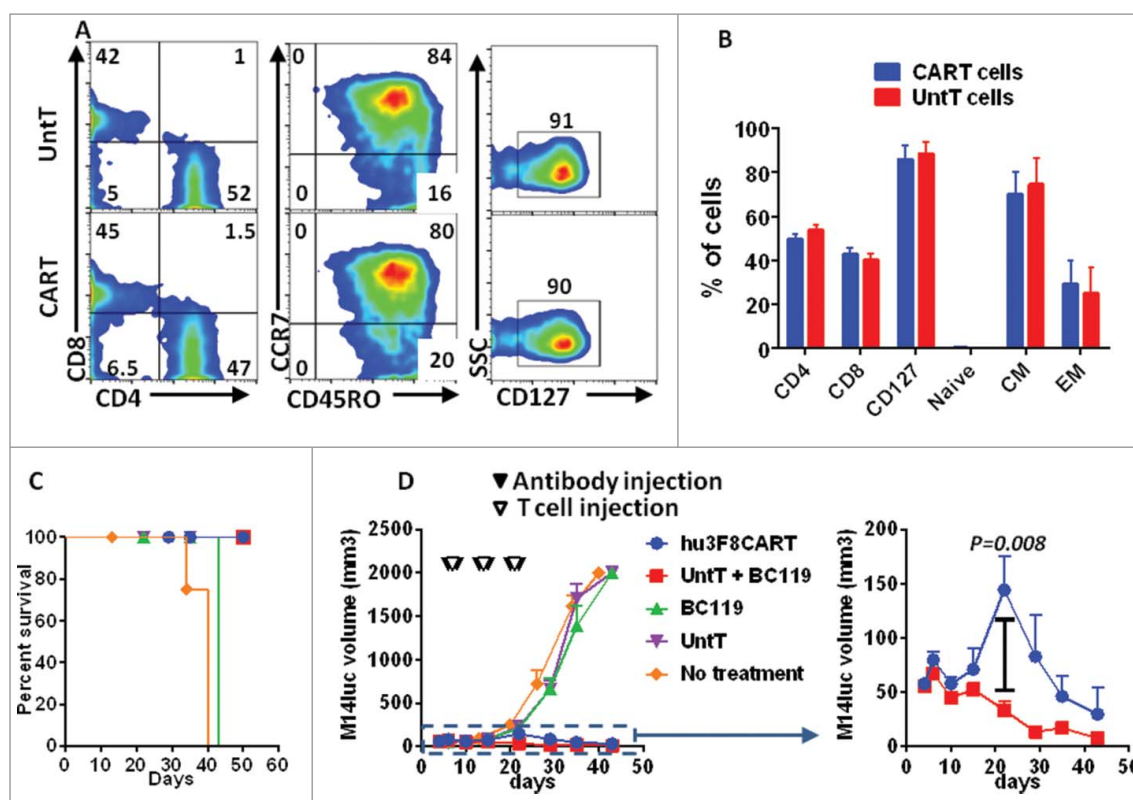 A
B
UntT
CART
CD8
CD4
CCR7
CD45RO
SSC
CD127
42 1
5 52
45 1.5
6.5 47
0 84
0 16
0 80
0 20
91
90
CART cells
UntT cells
% of cells
100
80
60
40
20
0
CD4 CD8 CD127 Naive CM EM
C
Percent survival
100
80
60
40
20
0
0 10 20 30 40 50 60
Days
D
Antibody injection
T cell injection
M14luc volume (mm3)
2500
2000
1500
1000
500
0
0 10 20 30 40 50
days
hu3F8CART
UntT + BC119
BC119
UntT
No treatment
M14luc volume (mm3)
200
150
100
50
0
P=0.008
0 10 20 30 40 50
days